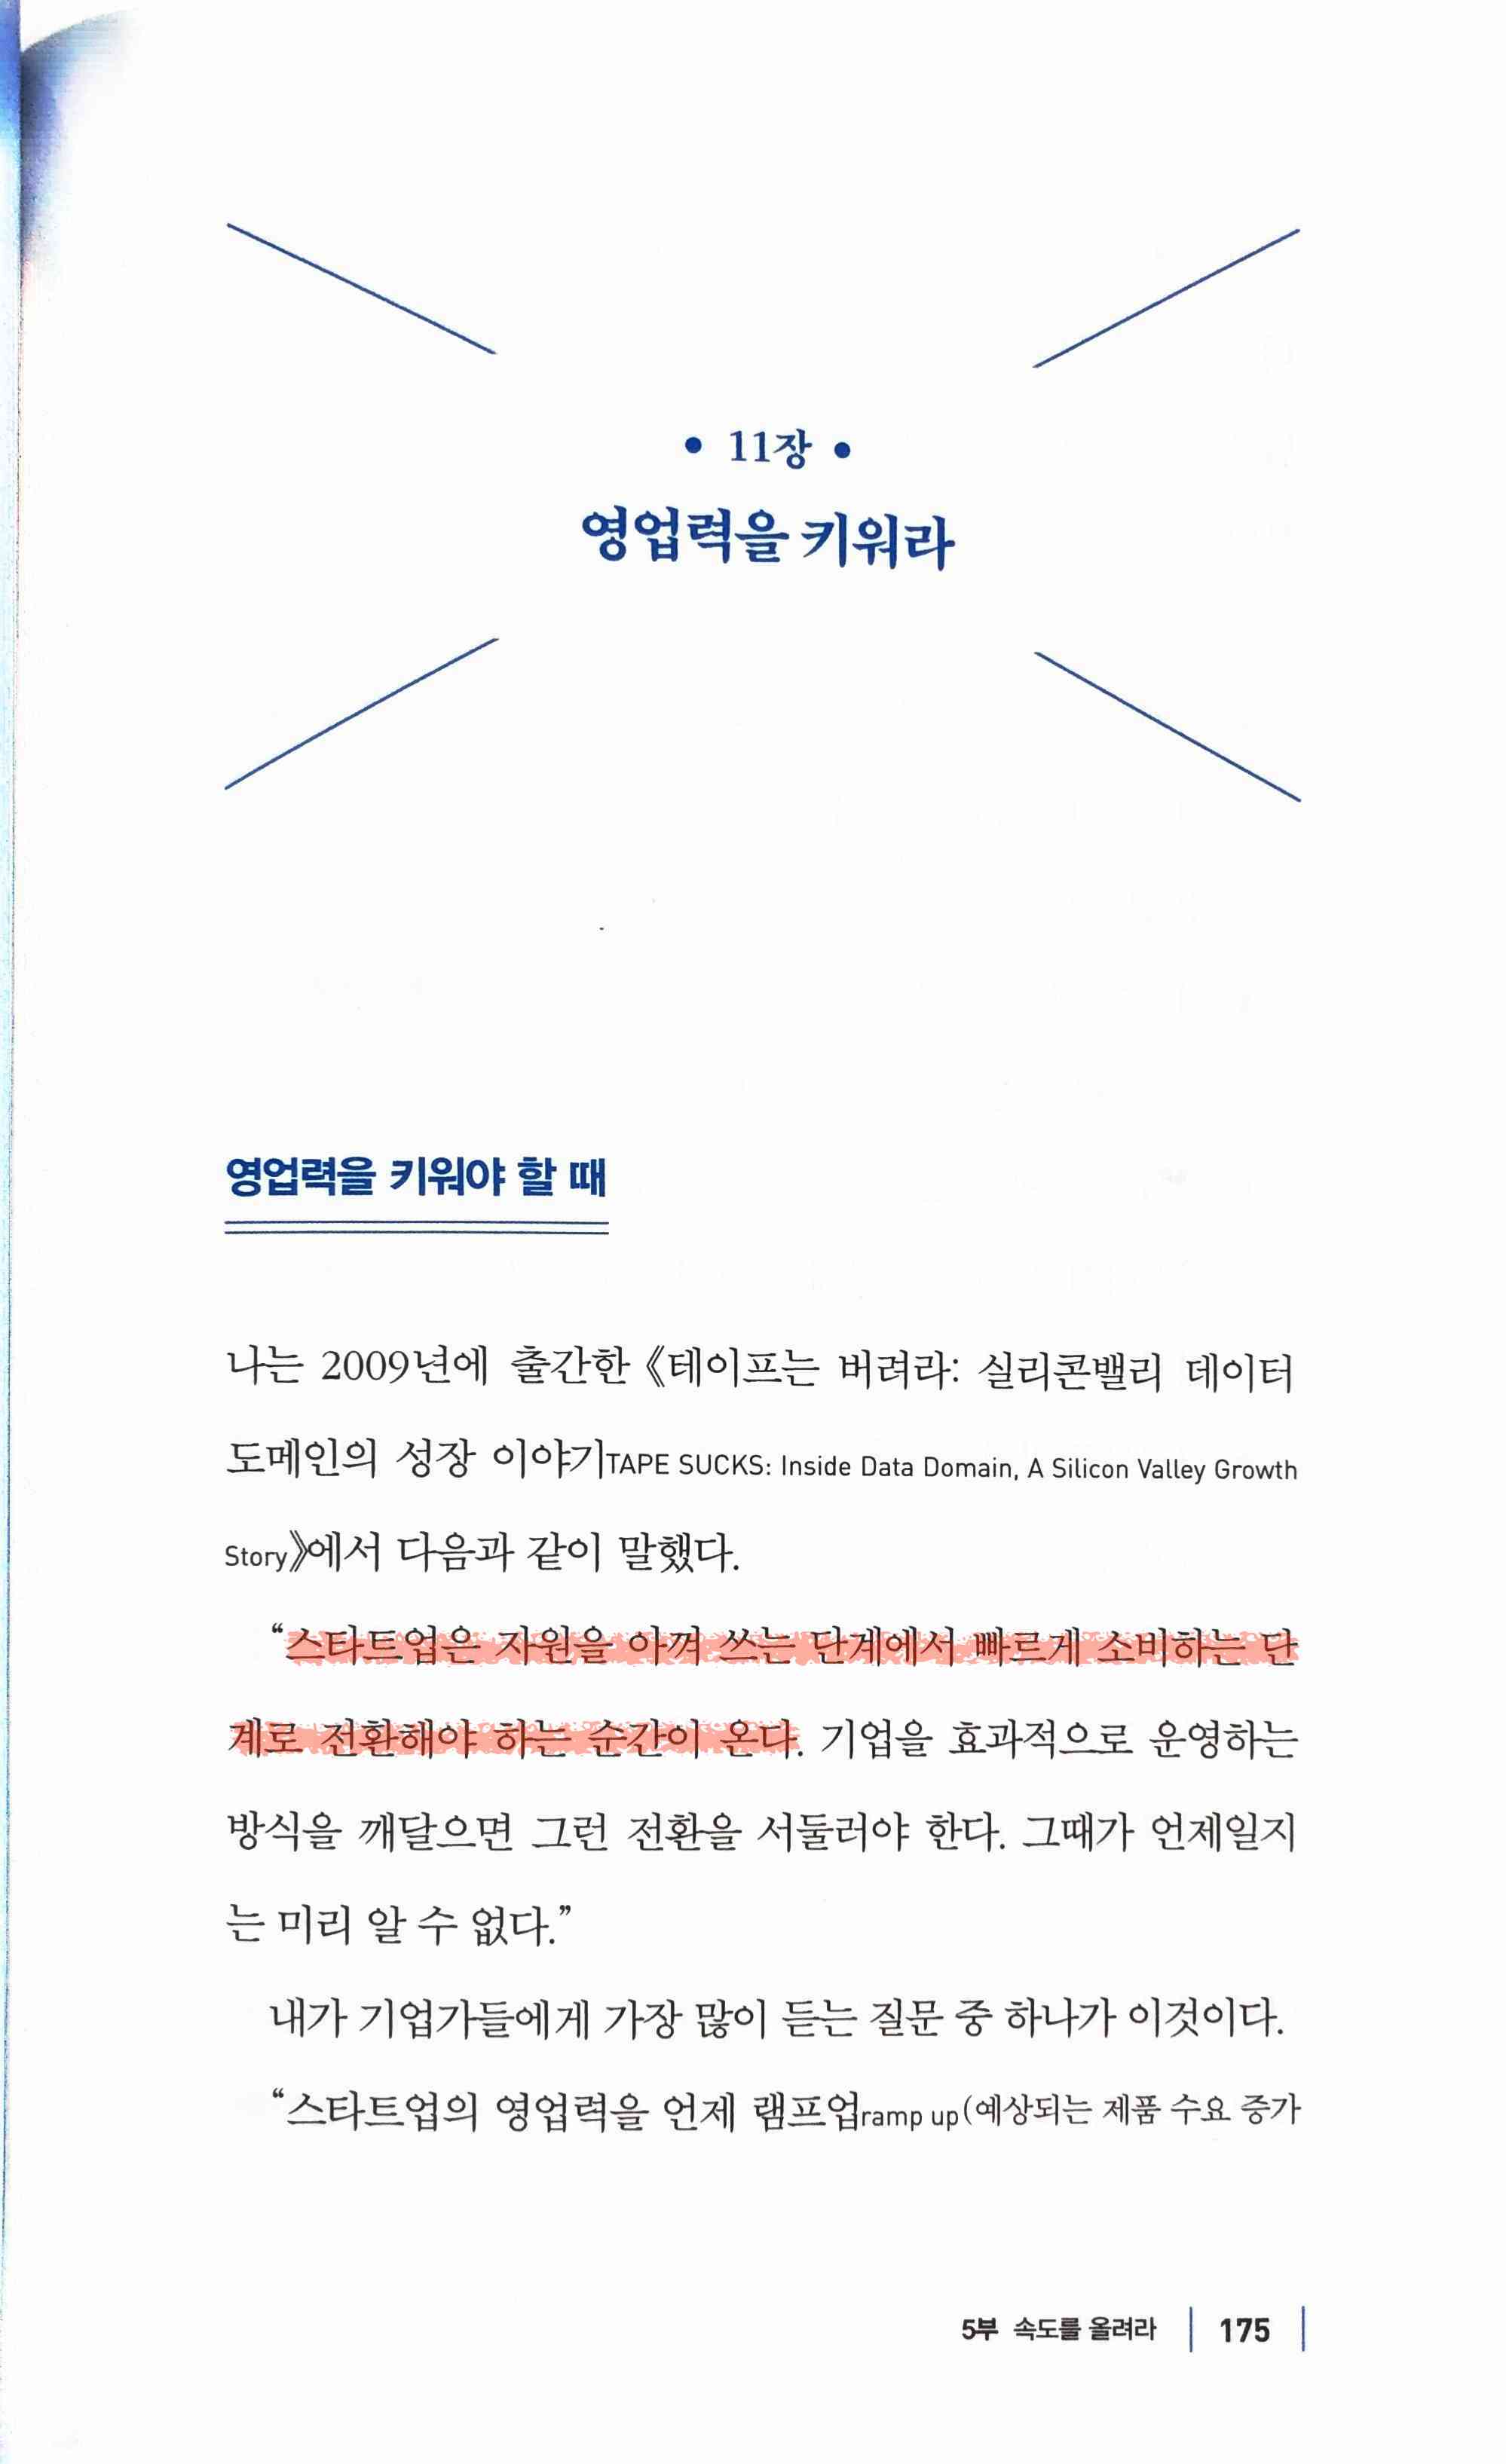 • 11장 •
영업력을 키워라
영업력을 키워야 할 때
나는 2009년에 출간한 《테이프는 버려라: 실리콘밸리 데이터
도메인의 성장 이야기TAPE SUCKS: Inside Data Domain, A Silicon Valley Growth
Story》에서 다음과 같이 말했다.
“스타트업은 자원을 아껴 쓰는 단계에서 빠르게 소비하는 단
계로 전환해야 하는 순간이 온다. 기업을 효과적으로 운영하는
방식을 깨달으면 그런 전환을 서둘러야 한다. 그때가 언제일지
는 미리 알 수 없다.”
내가 기업가들에게 가장 많이 듣는 질문 중 하나가 이것이다.
“스타트업의 영업력을 언제 램프업ramp up(예상되는 제품 수요 증가
5부 속도를 올려라 | 175 |